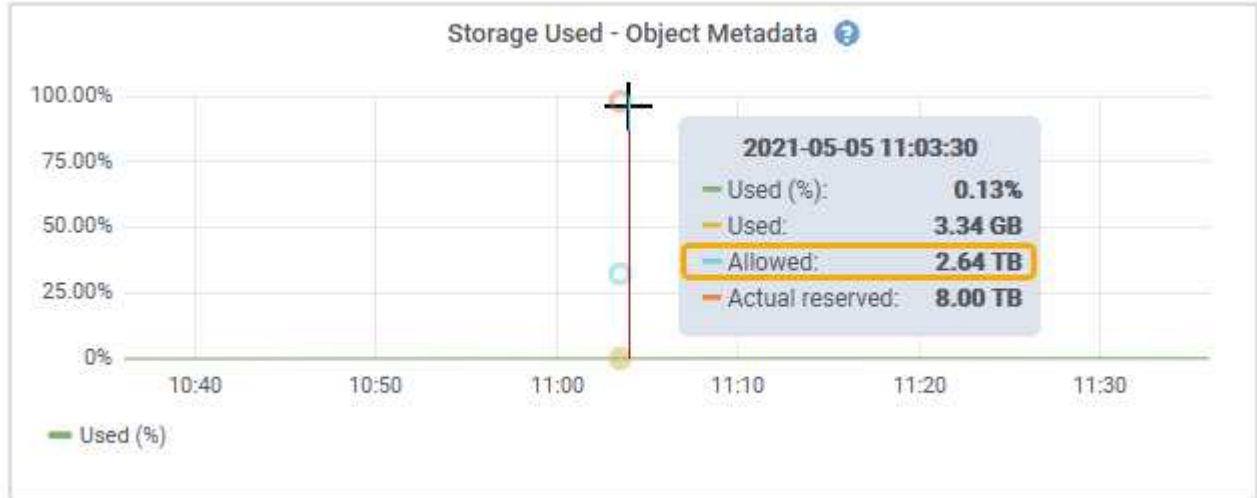 Storage Used - Object Metadata ?
100.00%
75.00%
50.00%
25.00%
0%
2021-05-05 11:03:30
Used (%): 0.13%
Used: 3.34 GB
Allowed: 2.64 TB
Actual reserved: 8.00 TB
10:40 10:50 11:00 11:10 11:20 11:30
Used (%)